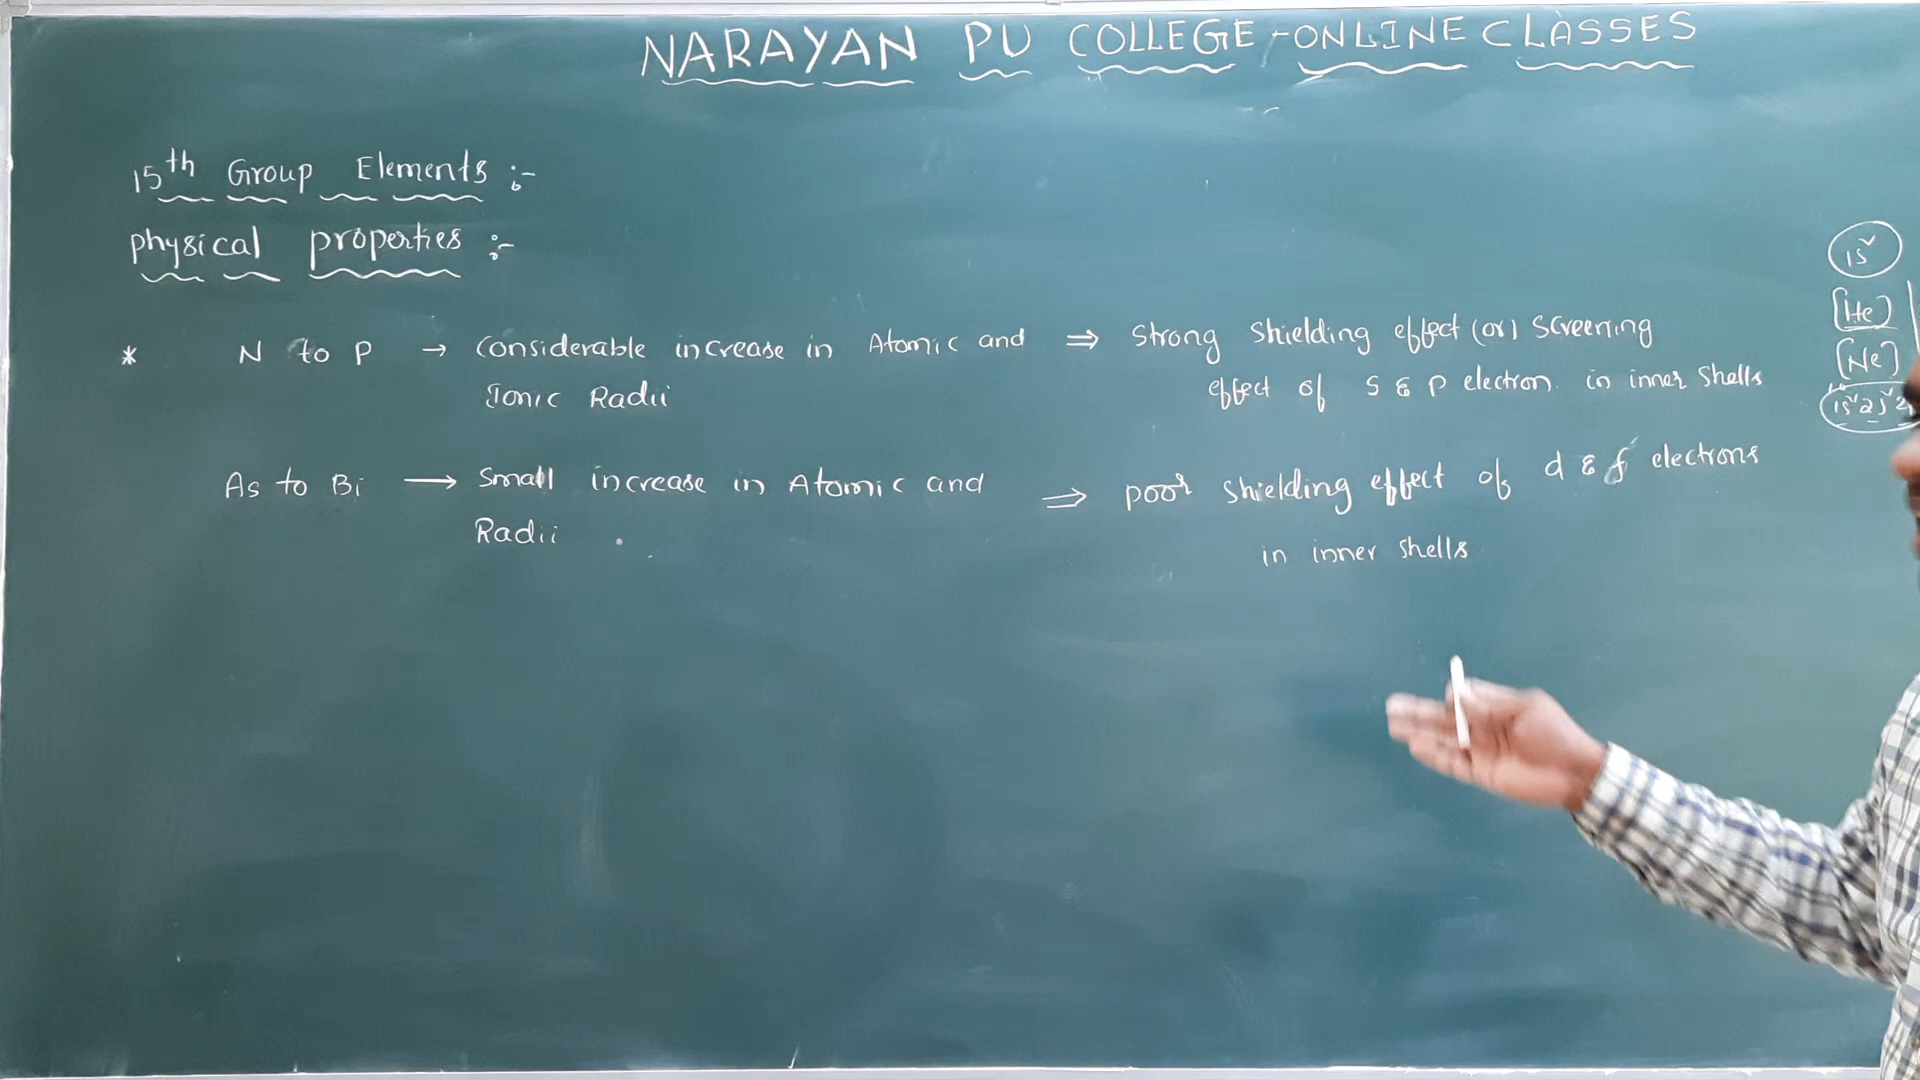 NARAYAN PU COLLEGE - ONLINE CLASSES
15th Group Elements :-
physical properties :-
* N to P → Considerable increase in Atomic and ⇒ Strong Shielding effect (or) Screening
Ionic Radii effect of S & P electron in inner Shells
As to Bi → Small increase in Atomic and ⇒ poor Shielding effect of d & f electrons
Radii in inner shells
[He]
[Ne]